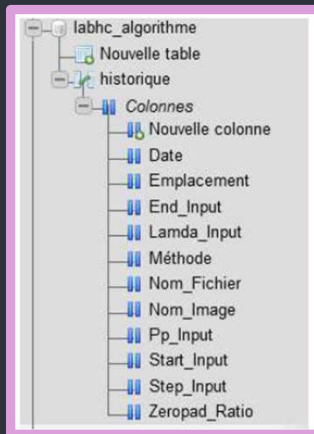 labhc_algorithme
Nouvelle table
historique
Colonnes
Nouvelle colonne
Date
Emplacement
End_Input
Lamda_Input
Méthode
Nom_Fichier
Nom_Image
Pp_Input
Start_Input
Step_Input
Zeropad_Ratio